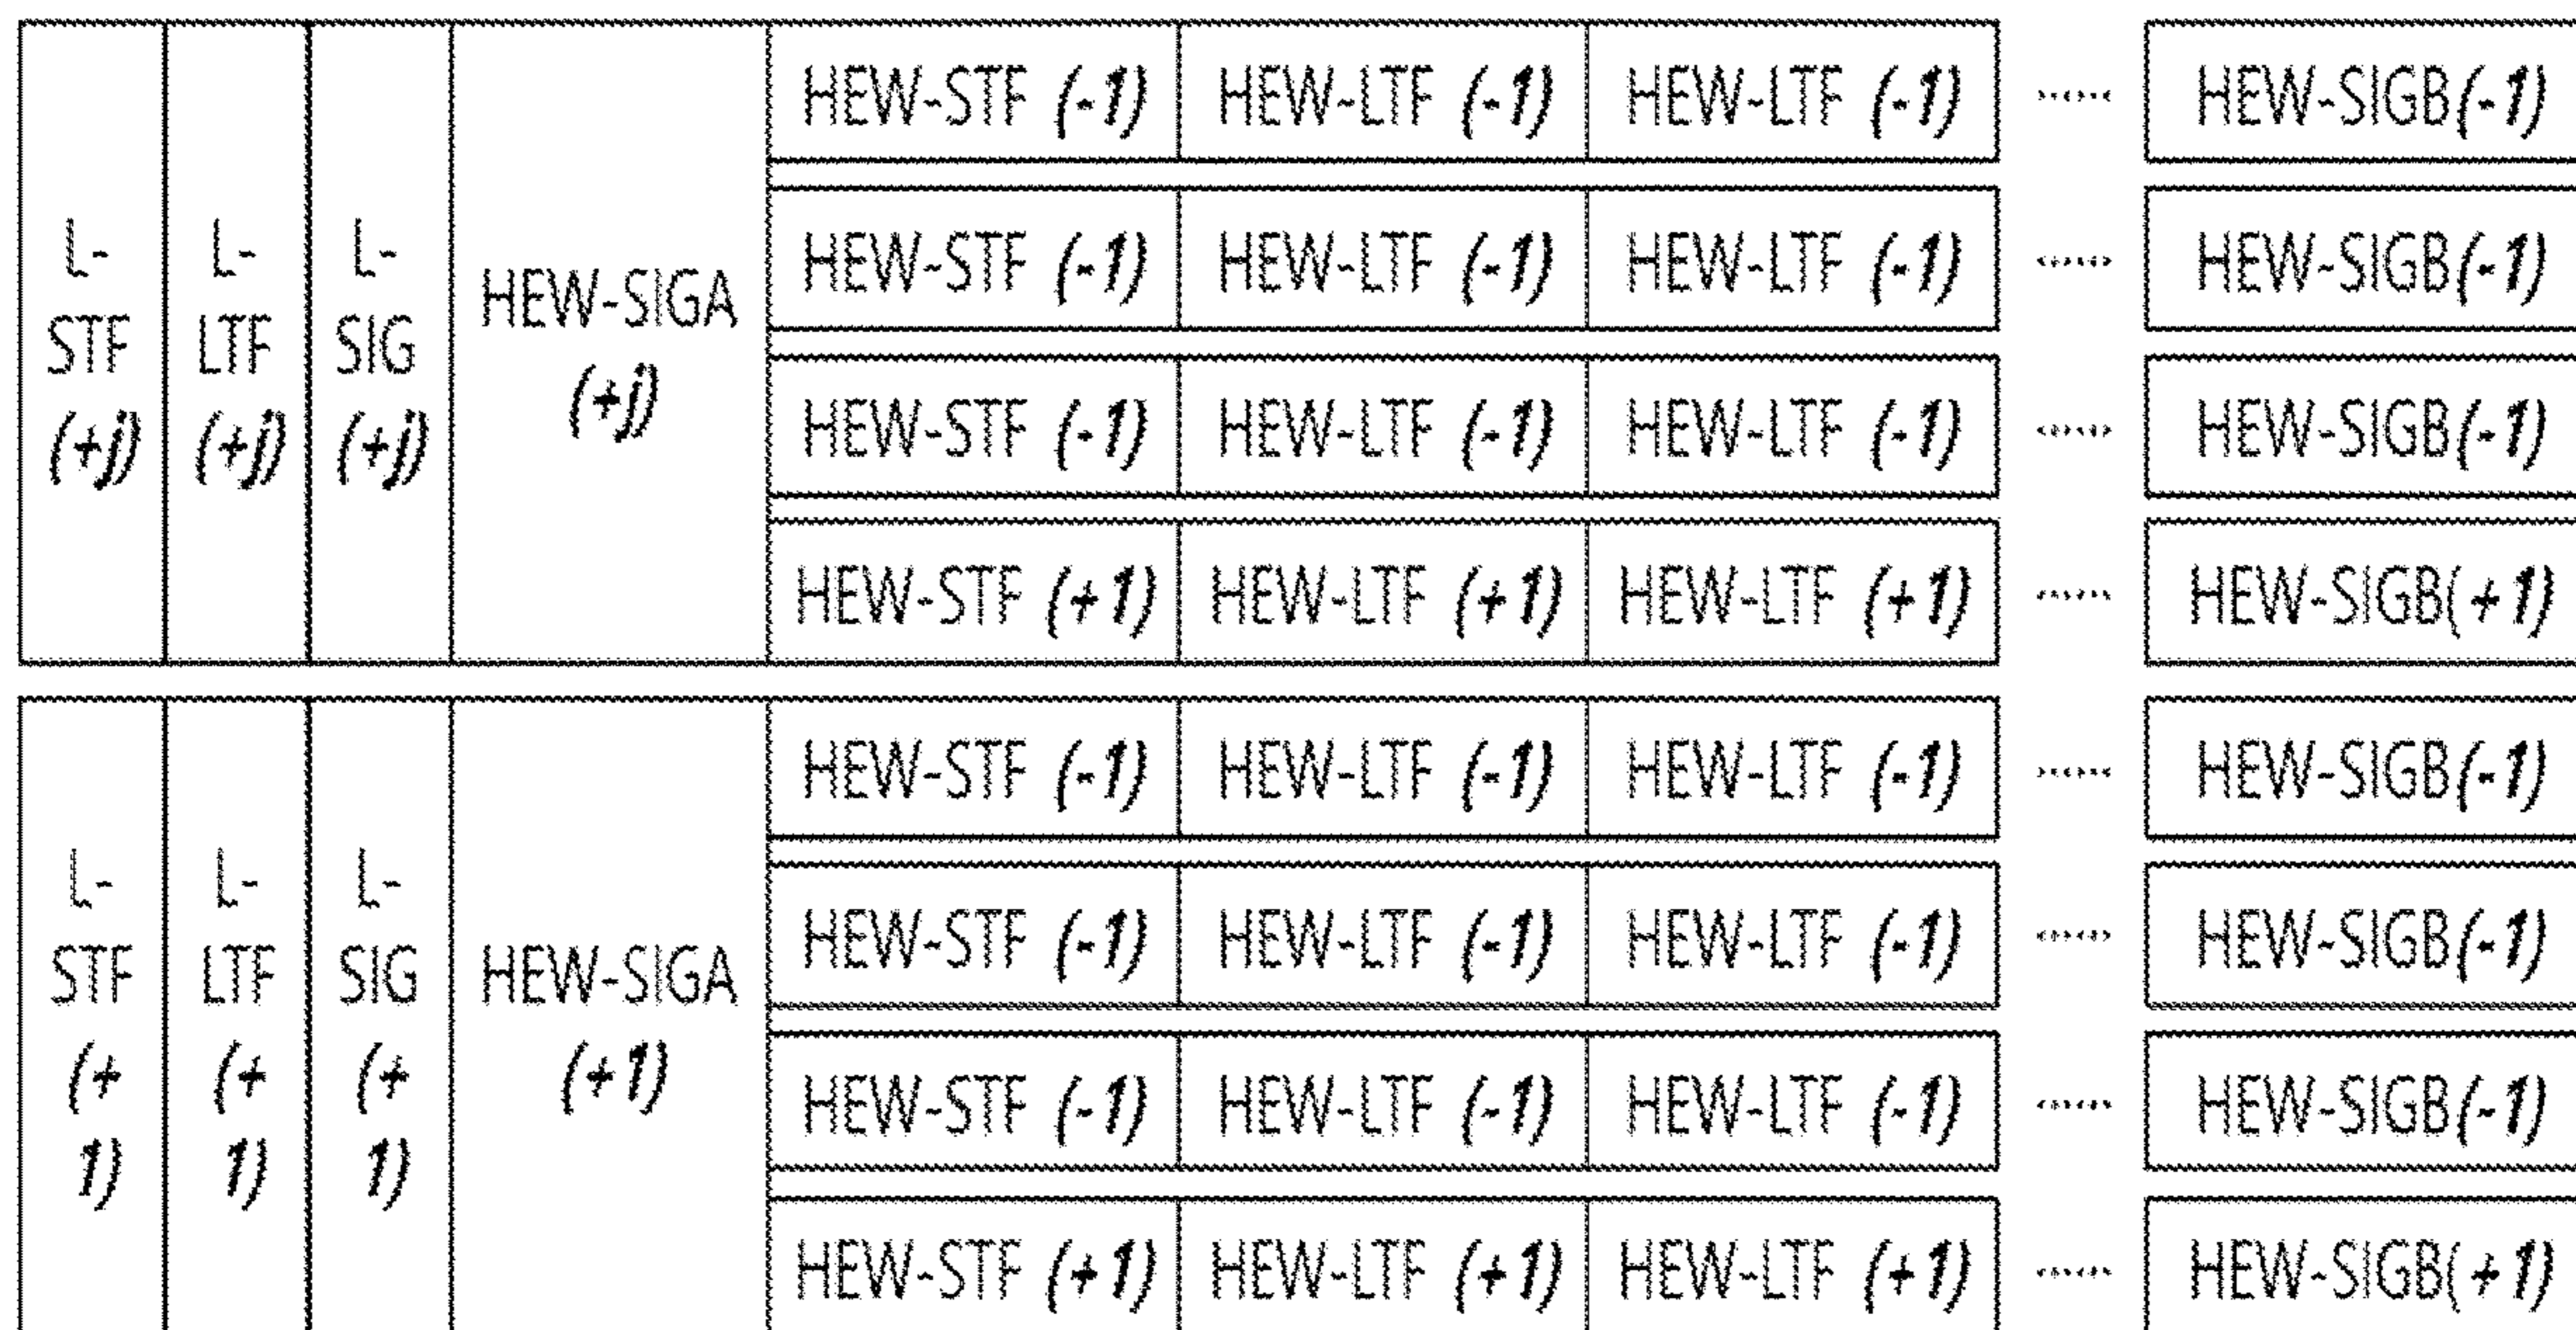 L-
STF
(+j)
L-
LTF
(+j)
L-
SIG
(+j)
HEW-SIGA
(+j)
HEW-STF (-1) HEW-LTF (-1) HEW-LTF (-1) ······ HEW-SIGB(-1)
HEW-STF (-1) HEW-LTF (-1) HEW-LTF (-1) ······ HEW-SIGB(-1)
HEW-STF (-1) HEW-LTF (-1) HEW-LTF (-1) ······ HEW-SIGB(-1)
HEW-STF (+1) HEW-LTF (+1) HEW-LTF (+1) ······ HEW-SIGB(+1)
L-
STF
(+
1)
L-
LTF
(+
1)
L-
SIG
(+
1)
HEW-SIGA
(+1)
HEW-STF (-1) HEW-LTF (-1) HEW-LTF (-1) ······ HEW-SIGB(-1)
HEW-STF (-1) HEW-LTF (-1) HEW-LTF (-1) ······ HEW-SIGB(-1)
HEW-STF (-1) HEW-LTF (-1) HEW-LTF (-1) ······ HEW-SIGB(-1)
HEW-STF (+1) HEW-LTF (+1) HEW-LTF (+1) ······ HEW-SIGB(+1)